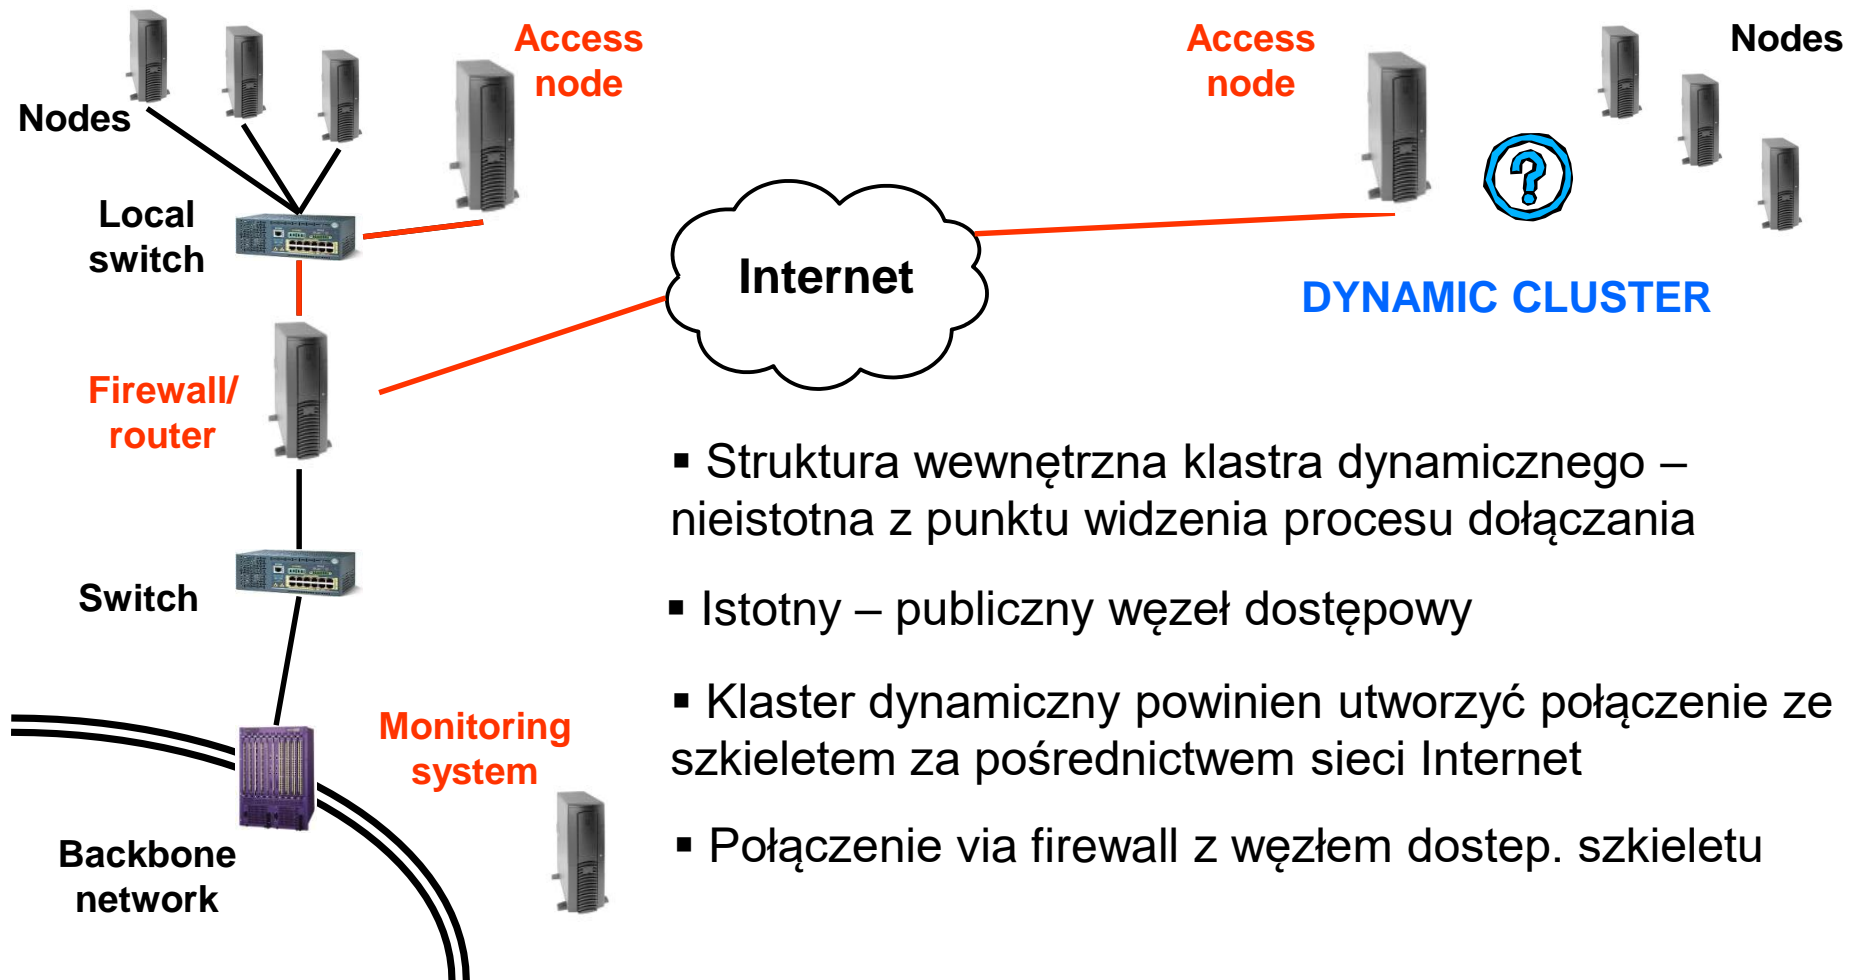 Access
node
Access
node
Nodes
Nodes
Local
switch
Internet
DYNAMIC CLUSTER
Firewall/
router
▪ Struktura wewnętrzna klastra dynamicznego –
nieistotna z punktu widzenia procesu dołączania
Switch
▪ Istotny – publiczny węzeł dostępowy
▪ Klaster dynamiczny powinien utworzyć połączenie ze
szkieletem za pośrednictwem sieci Internet
Monitoring
system
▪ Połączenie via firewall z węzłem dostep. szkieletu
Backbone
network